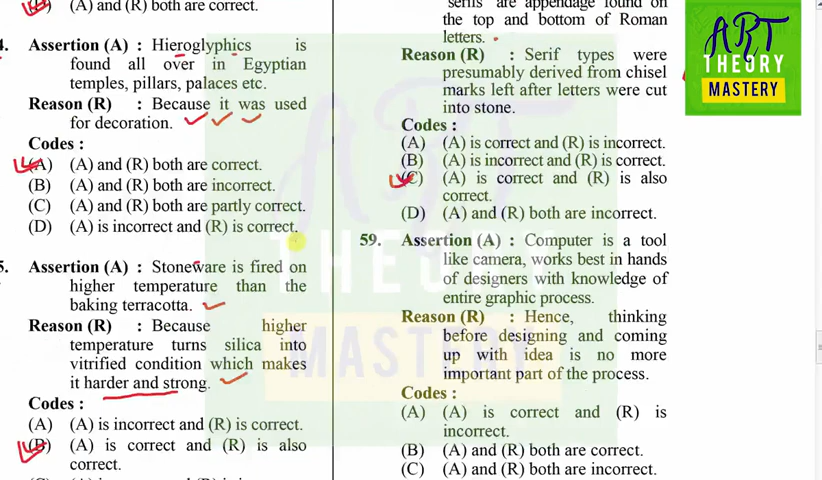 (A) and (R) both are correct.
4. Assertion (A) : Hieroglyphics is
found all over in Egyptian
temples, pillars, palaces etc.
Reason (R) : Because it was used
for decoration.
Codes :
(A) (A) and (R) both are correct.
(B) (A) and (R) both are incorrect.
(C) (A) and (R) both are partly correct.
(D) (A) is incorrect and (R) is correct.
5. Assertion (A) : Stoneware is fired on
higher temperature than the
baking terracotta.
Reason (R) : Because higher
temperature turns silica into
vitrified condition which makes
it harder and strong.
Codes :
(A) (A) is incorrect and (R) is correct.
(B) (A) is correct and (R) is also
correct.
serifs are appendage found on
the top and bottom of Roman
letters.
Reason (R) : Serif types were
presumably derived from chisel
marks left after letters were cut
into stone.
Codes :
(A) (A) is correct and (R) is incorrect.
(B) (A) is incorrect and (R) is correct.
(C) (A) is correct and (R) is also
correct.
(D) (A) and (R) both are incorrect.
59. Assertion (A) : Computer is a tool
like camera, works best in hands
of designers with knowledge of
entire graphic process.
Reason (R) : Hence, thinking
before designing and coming
up with idea is no more
important part of the process.
Codes :
(A) (A) is correct and (R) is
incorrect.
(B) (A) and (R) both are correct.
(C) (A) and (R) both are incorrect.
ART
THEORY
MASTERY
ART
THEORY
MASTERY